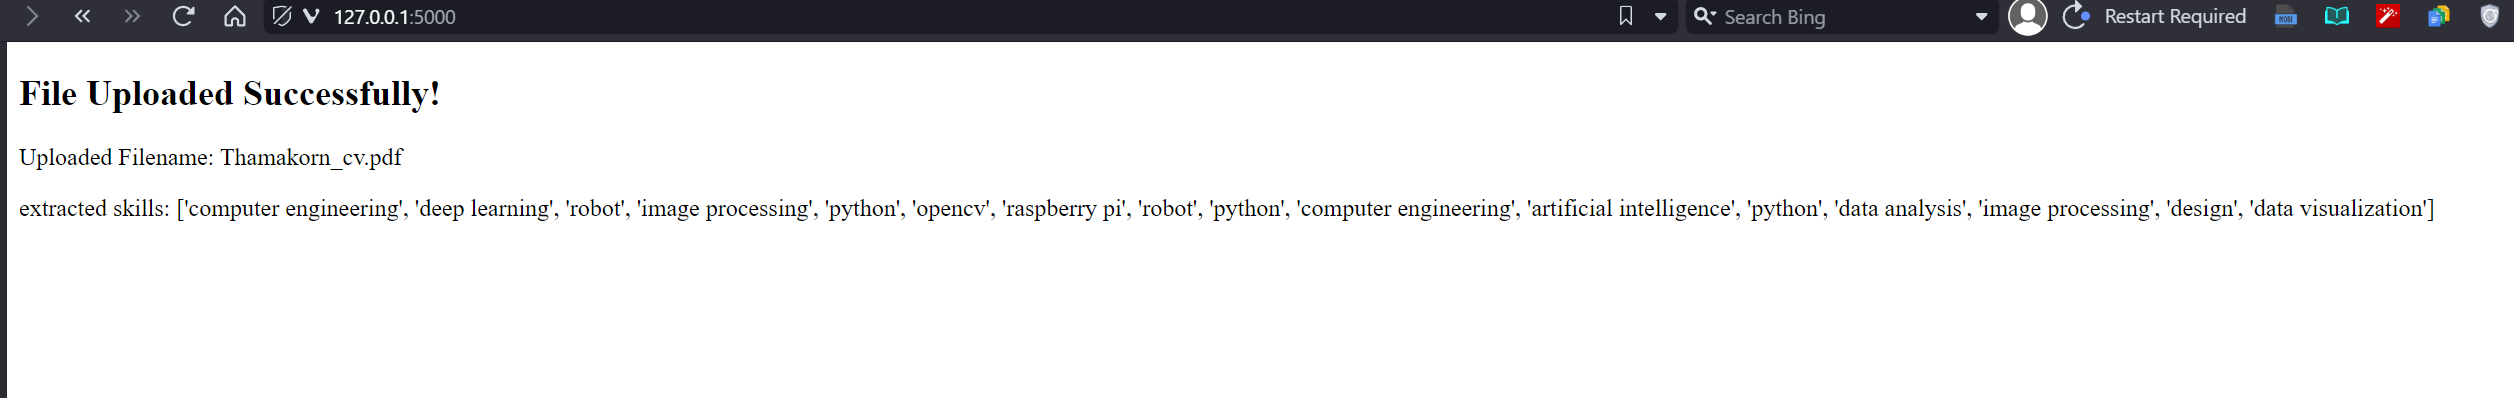 127.0.0.1:5000
Search Bing
Restart Required
MOBI
File Uploaded Successfully!
Uploaded Filename: Thamakorn_cv.pdf
extracted skills: ['computer engineering', 'deep learning', 'robot', 'image processing', 'python', 'opencv', 'raspberry pi', 'robot', 'python', 'computer engineering', 'artificial intelligence', 'python', 'data analysis', 'image processing', 'design', 'data visualization']